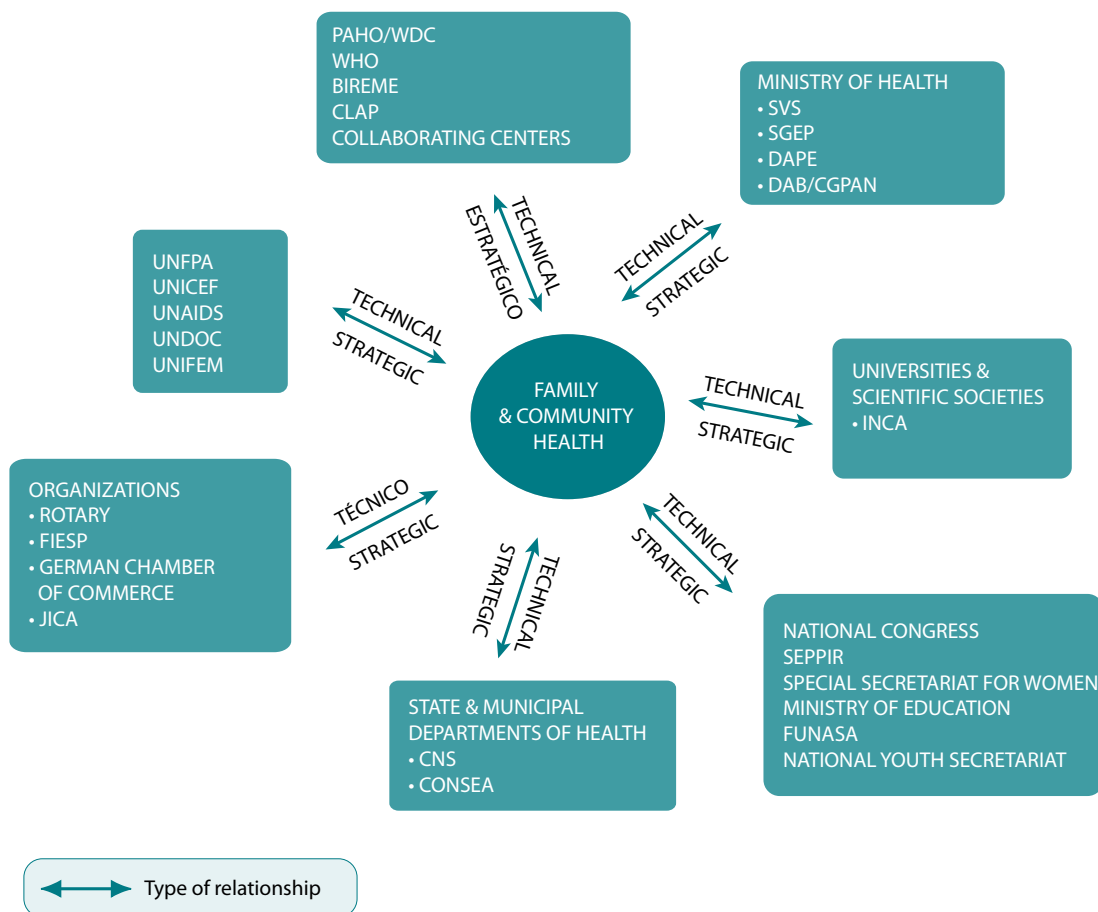 PAHO/WDC
WHO
BIREME
CLAP
COLLABORATING CENTERS
MINISTRY OF HEALTH
• SVS
• SGEP
• DAPE
• DAB/CGPAN
TECHNICAL
ESTRATÉGICO
TECHNICAL
STRATEGIC
UNFPA
UNICEF
UNAIDS
UNDOC
UNIFEM
TECHNICAL
STRATEGIC
FAMILY
& COMMUNITY
HEALTH
TECHNICAL
STRATEGIC
UNIVERSITIES &
SCIENTIFIC SOCIETIES
• INCA
ORGANIZATIONS
• ROTARY
• FIESP
• GERMAN CHAMBER
OF COMMERCE
• JICA
TÉCNICO
STRATEGIC
STRATEGIC
TECHNICAL
TECHNICAL
STRATEGIC
STATE & MUNICIPAL
DEPARTMENTS OF HEALTH
• CNS
• CONSEA
NATIONAL CONGRESS
SEPPIR
SPECIAL SECRETARIAT FOR WOMEN
MINISTRY OF EDUCATION
FUNASA
NATIONAL YOUTH SECRETARIAT
Type of relationship